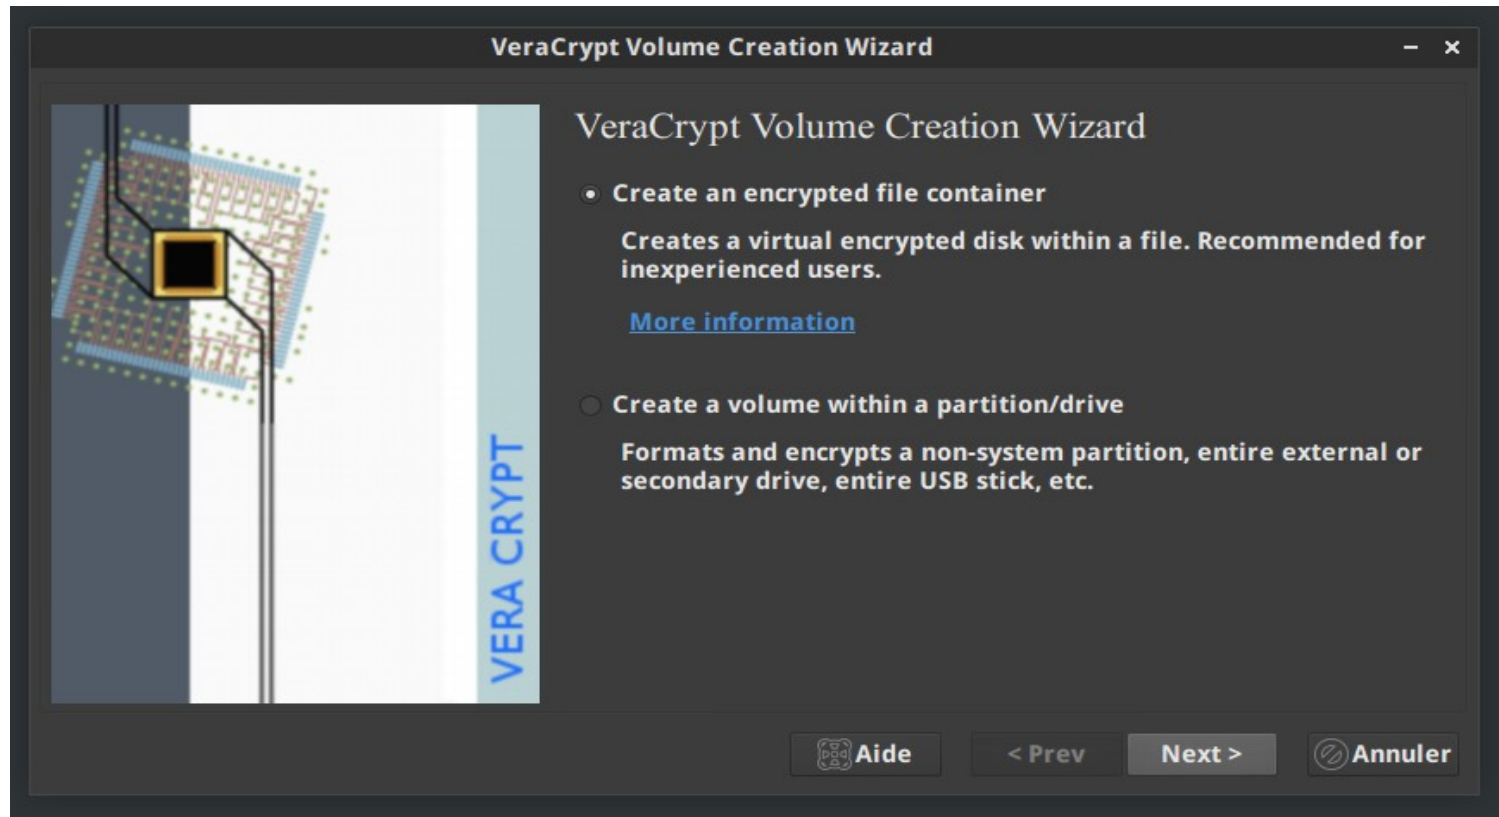 VeraCrypt Volume Creation Wizard
VeraCrypt Volume Creation Wizard
Create an encrypted file container
Creates a virtual encrypted disk within a file. Recommended for
inexperienced users.
More information
Create a volume within a partition/drive
Formats and encrypts a non-system partition, entire external or
secondary drive, entire USB stick, etc.
VERA CRYPT
Aide
< Prev
Next >
Annuler